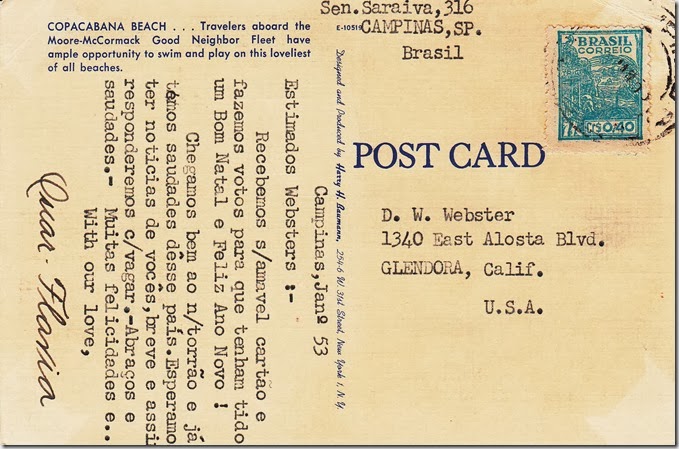 COPACABANA BEACH . . . Travelers aboard the
Moore-McCormack Good Neighbor Fleet have
ample opportunity to swim and play on this loveliest
of all beaches.
E-10519
Sen.Saraiva,316
CAMPINAS,SP.
Brasil
BRASIL
CORREIO
CR$0,40
Designed and Produced by Harry H. Baumann, 254-6 W. 31st Street, New York 1, N.Y.
POST CARD
D. W. Webster
1340 East Alosta Blvd.
GLENDORA, Calif.
U.S.A.
Campinas,Janº 53
Estimados Websters :-
Recebemos s/amavel cartão e
fazemos votos para que tenham tido
um Bom Natal e Feliz Ano Novo !
Chegamos bem ao n/torrão e já
temos saudades dêsse país.Esperamo
ter noticias de vocês,breve e assi
responderemos c/vagar.-Abraços e
saudades.- Muitas felicidades e..
With our love,
Flavia